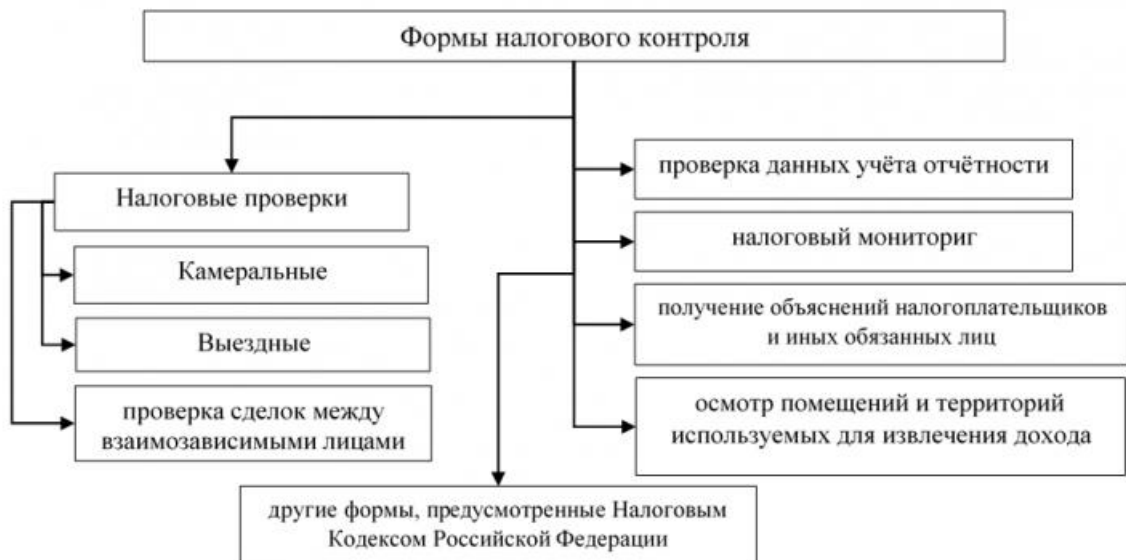 Формы налогового контроля
Налоговые проверки
Камеральные
Выездные
проверка сделок между
взаимозависимыми лицами
проверка данных учёта отчётности
налоговый мониториг
получение объяснений налогоплательщиков
и иных обязанных лиц
осмотр помещений и территорий
используемых для извлечения дохода
другие формы, предусмотренные Налоговым
Кодексом Российской Федерации